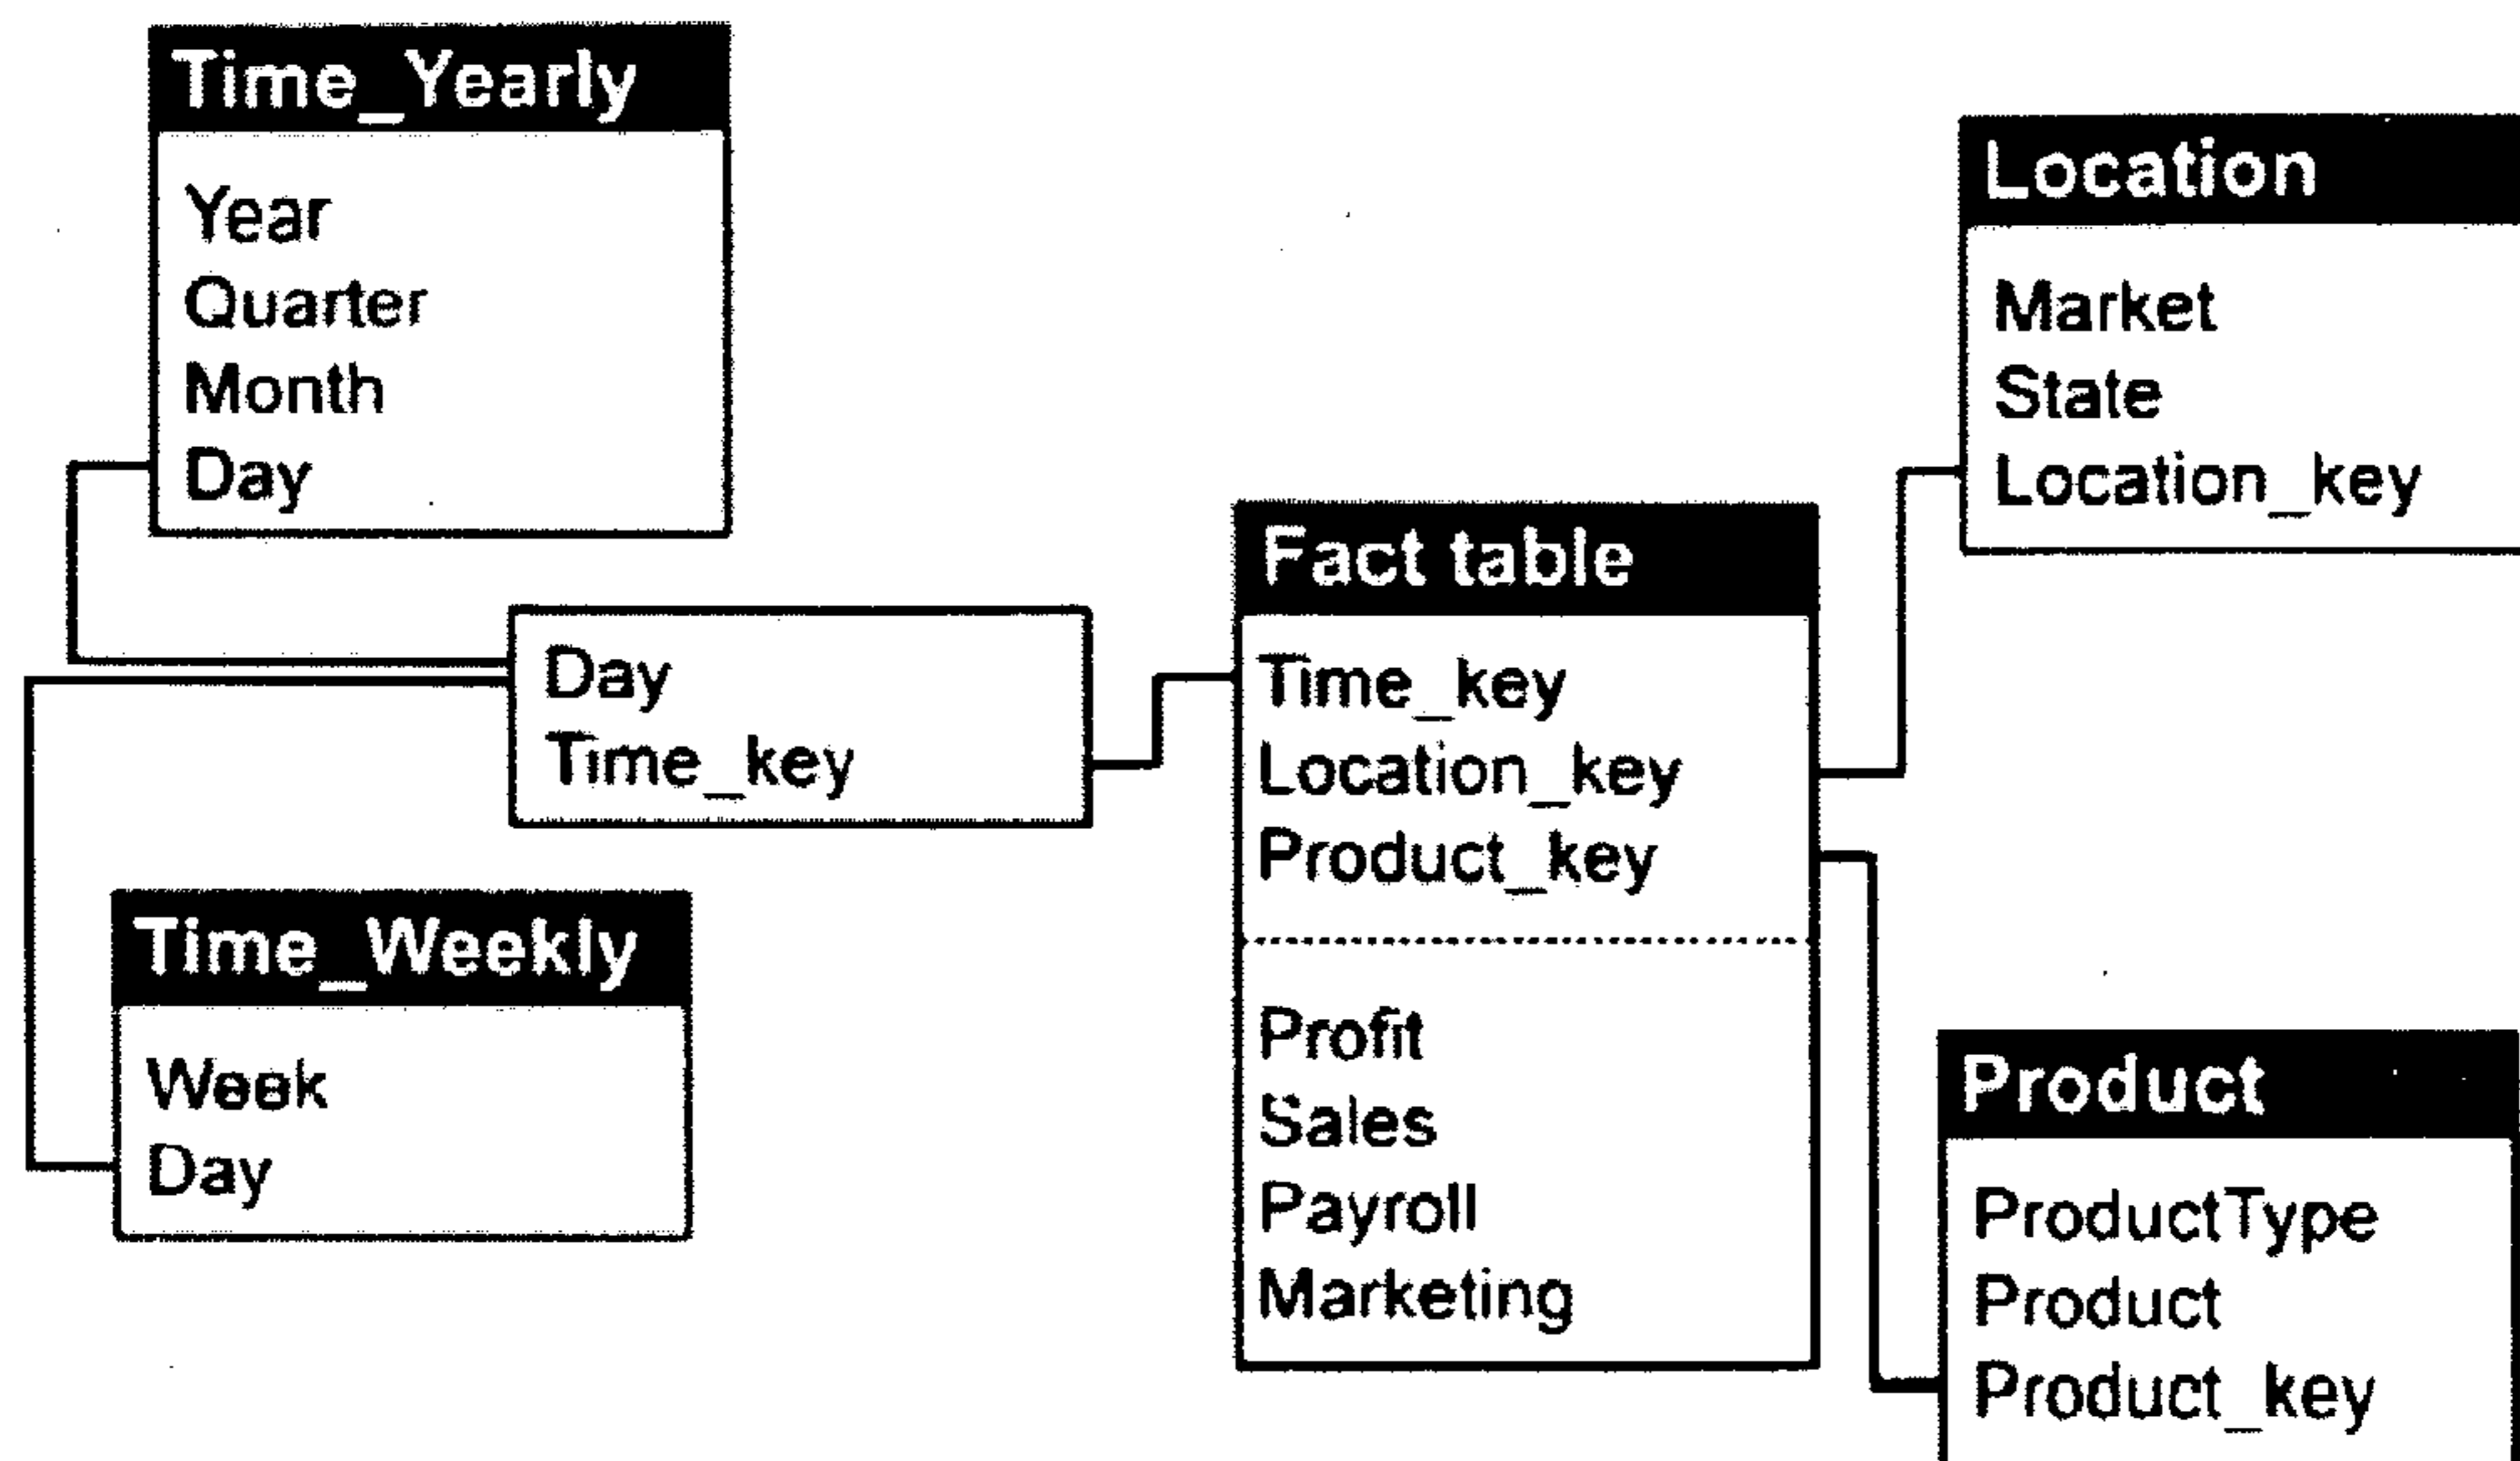 Time_Yearly
Year
Quarter
Month
Day
Day
Time_key
Time_Weekly
Week
Day
Fact table
Time_key
Location_key
Product_key
Profit
Sales
Payroll
Marketing
Location
Market
State
Location_key
Product
ProductType
Product
Product_key